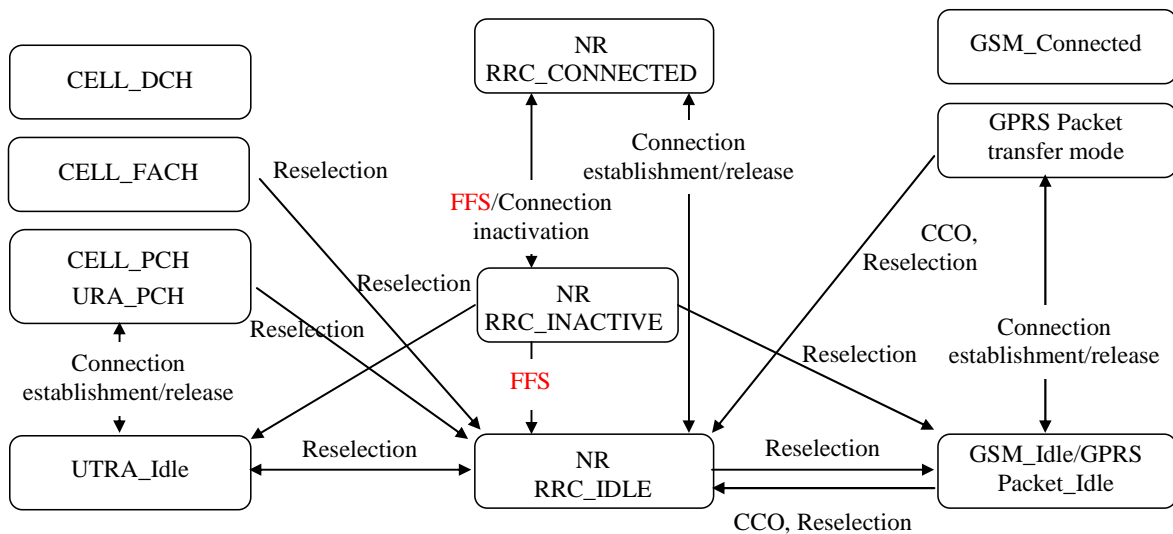 CELL_DCH
NR
RRC_CONNECTED
GSM_Connected
CELL_FACH
Reselection
Connection
establishment/release
GPRS Packet
transfer mode
FFS/Connection
inactivation
CCO,
Reselection
CELL_PCH
URA_PCH
Reselection
Reselection
NR
RRC_INACTIVE
Connection
establishment/release
FFS
Reselection
Connection
establishment/release
UTRA_Idle
Reselection
NR
RRC_IDLE
Reselection
GSM_Idle/GPRS
Packet_Idle
CCO, Reselection